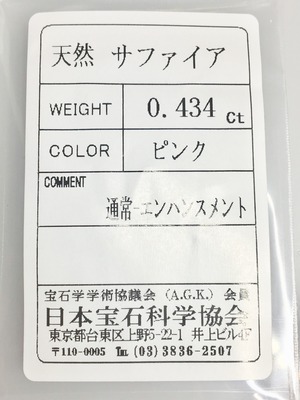 天然 サファイア
WEIGHT 0.434 Ct
COLOR ピンク
COMMENT
通常-エンハンスメント
宝石学学術協議会 (A.G.K.) 会員
日本宝石科学協会
東京都台東区上野5-22-1 井上ビル4F
〒110-0005 TEL (03) 3836-2507